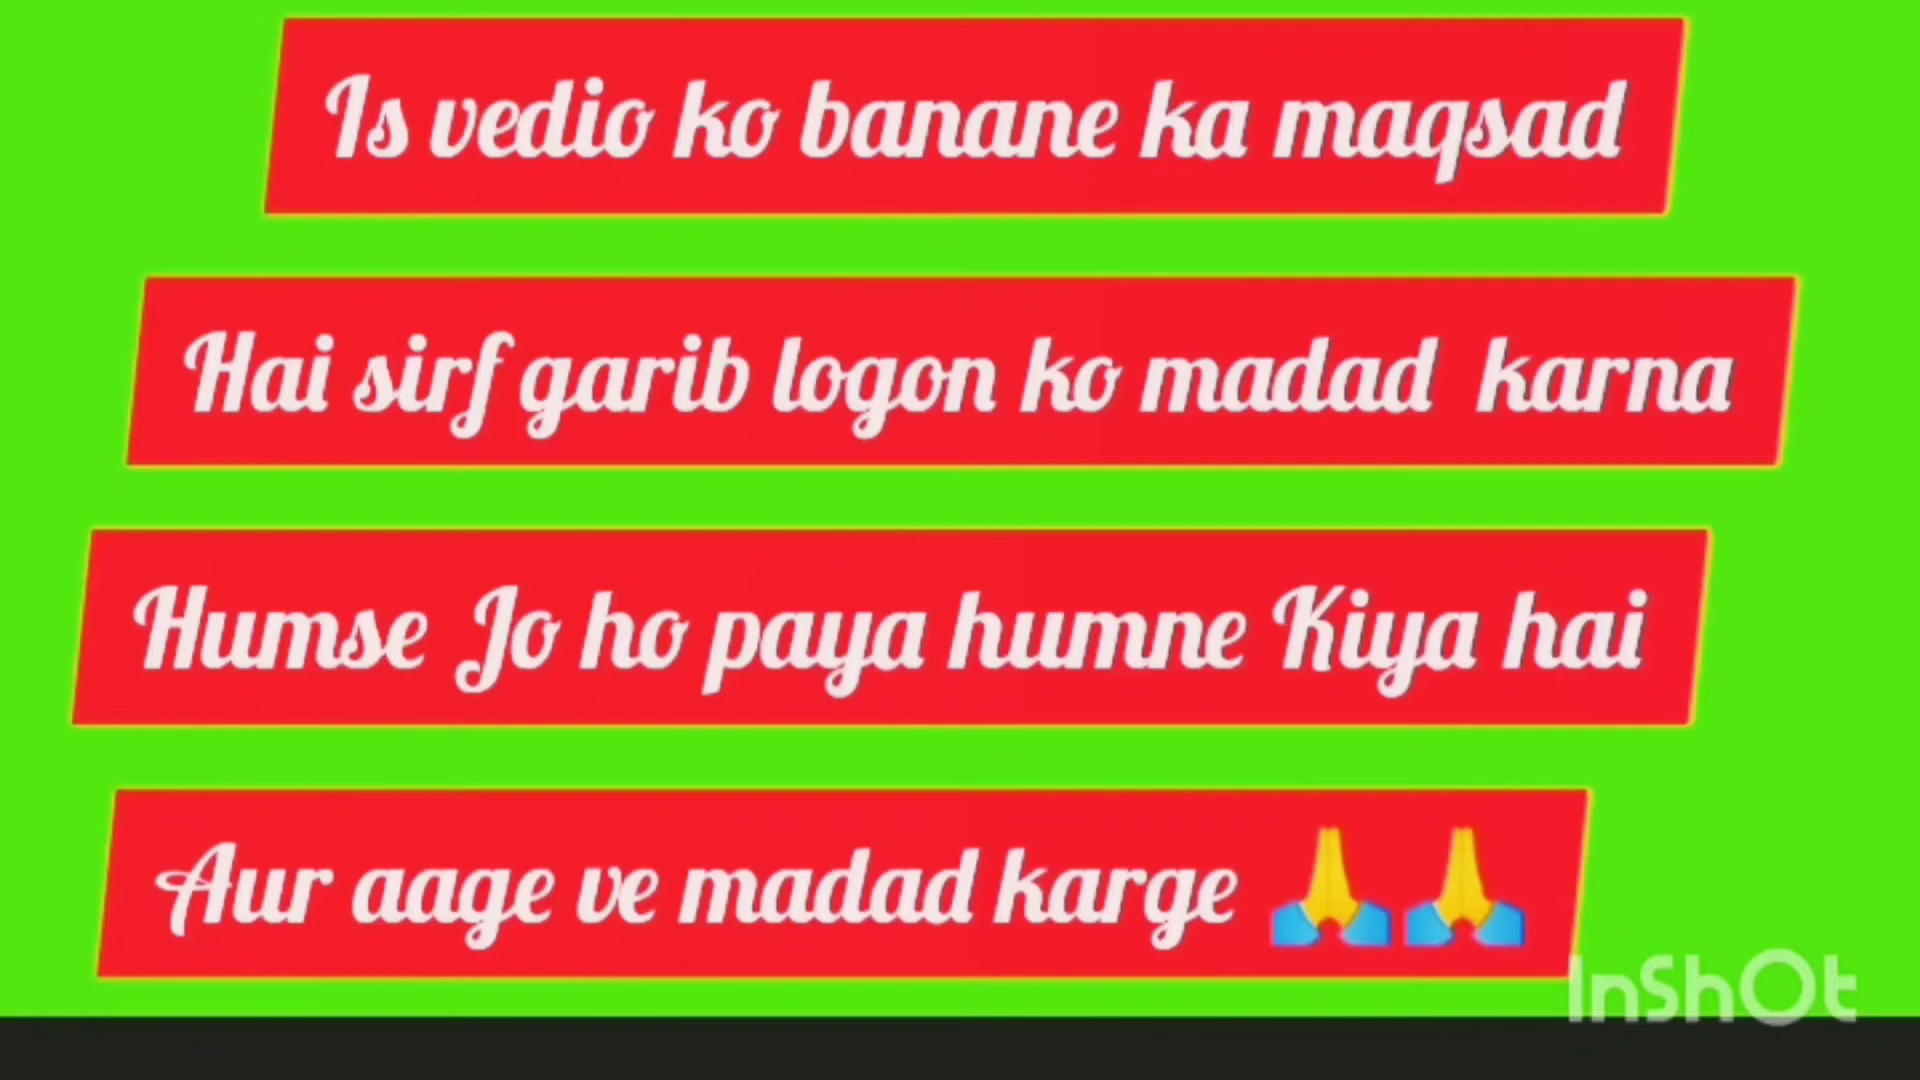 Is vedio ko banane ka maqsad
Hai sirf garib logon ko madad karna
Humse Jo ho paya humne Kiya hai
Aur aage ve madad karge 🙏🙏
InShOt